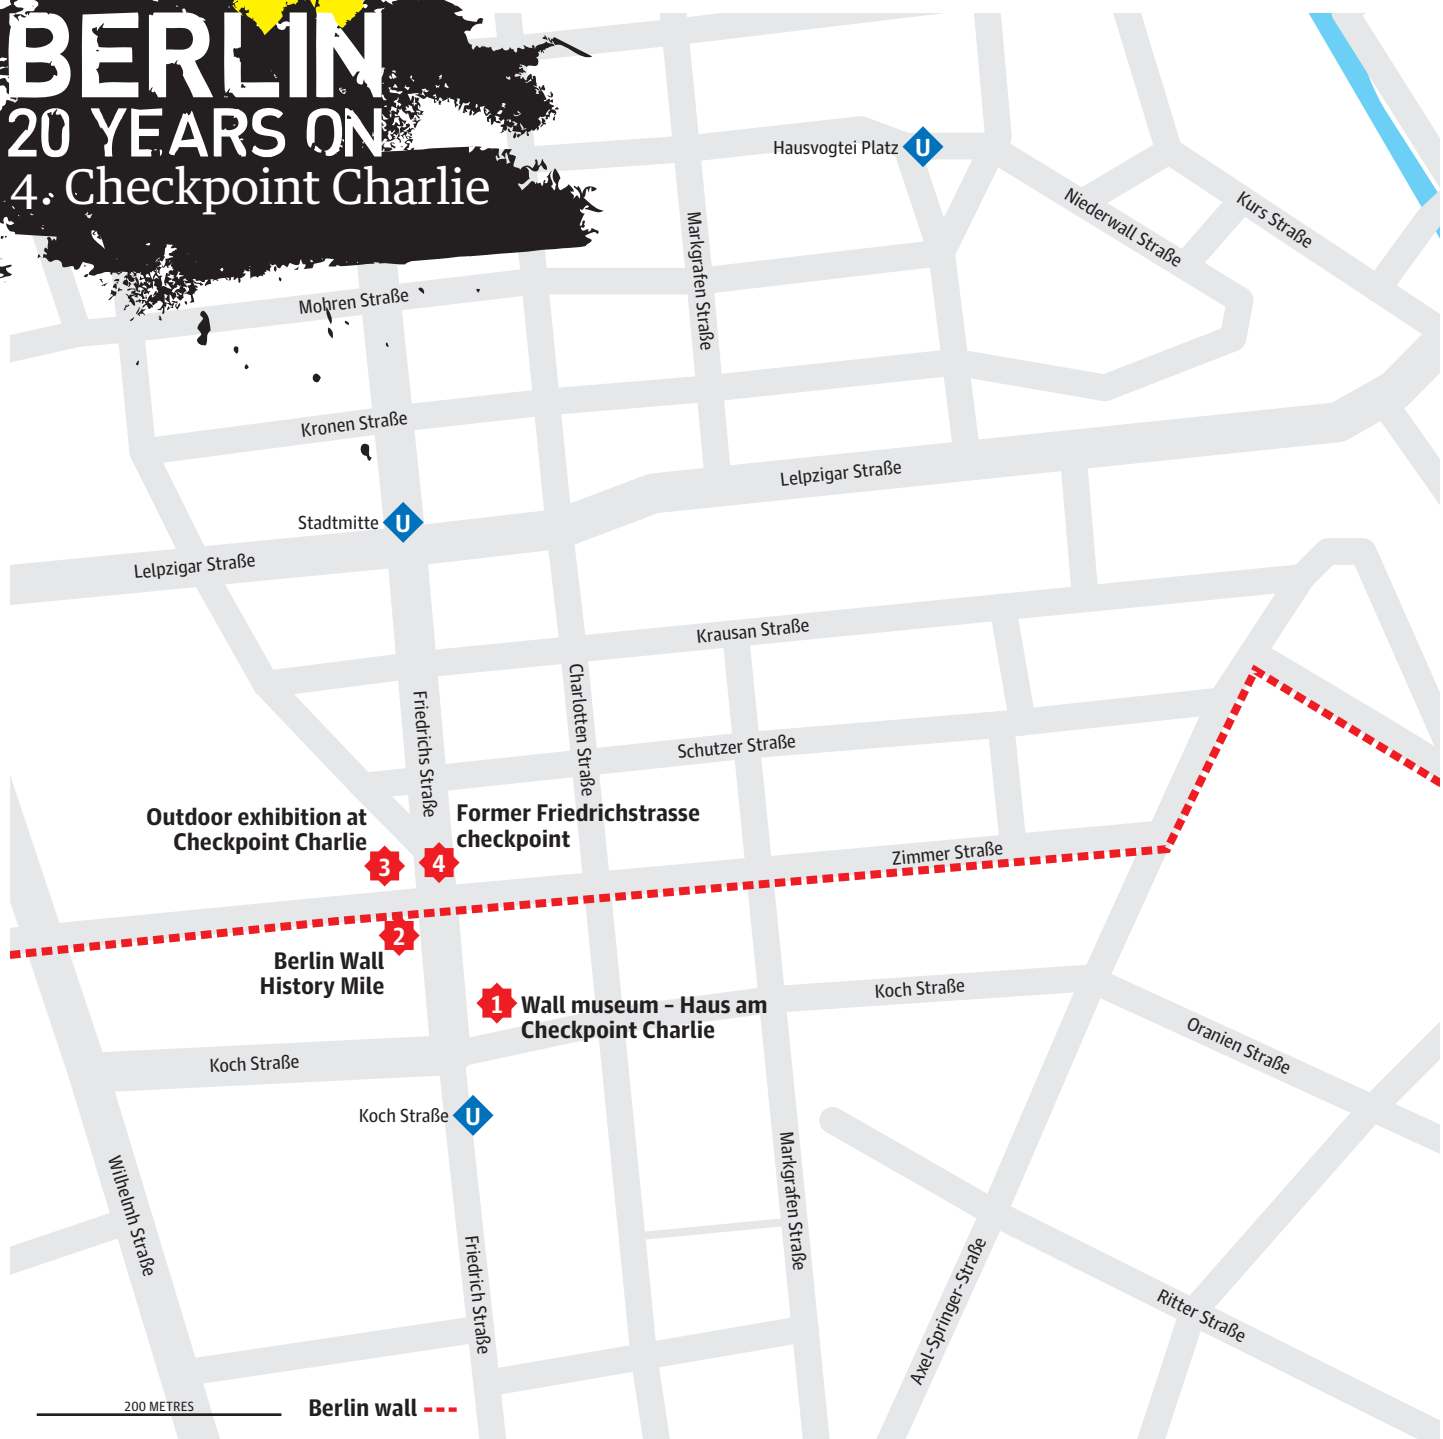 BERLIN
20 YEARS ON
4. Checkpoint Charlie
Hausvogtei Platz
U
Niederwall Straße
Kurs Straße
Markgrafen Straße
Mohren Straße
Kronen Straße
Lelpzigar Straße
Stadtmitte
U
Lelpzigar Straße
Krausan Straße
Friedrichs Straße
Charlotten Straße
Schutzer Straße
Outdoor exhibition at
Checkpoint Charlie
3
4
Former Friedrichstrasse
checkpoint
Zimmer Straße
2
Berlin Wall
History Mile
1
Wall museum – Haus am
Checkpoint Charlie
Koch Straße
Oranien Straße
Koch Straße
Koch Straße
U
Wilhelmh Straße
Markgrafen Straße
Friedrich Straße
Axel-Springer-Straße
Ritter Straße
200 METRES
Berlin wall